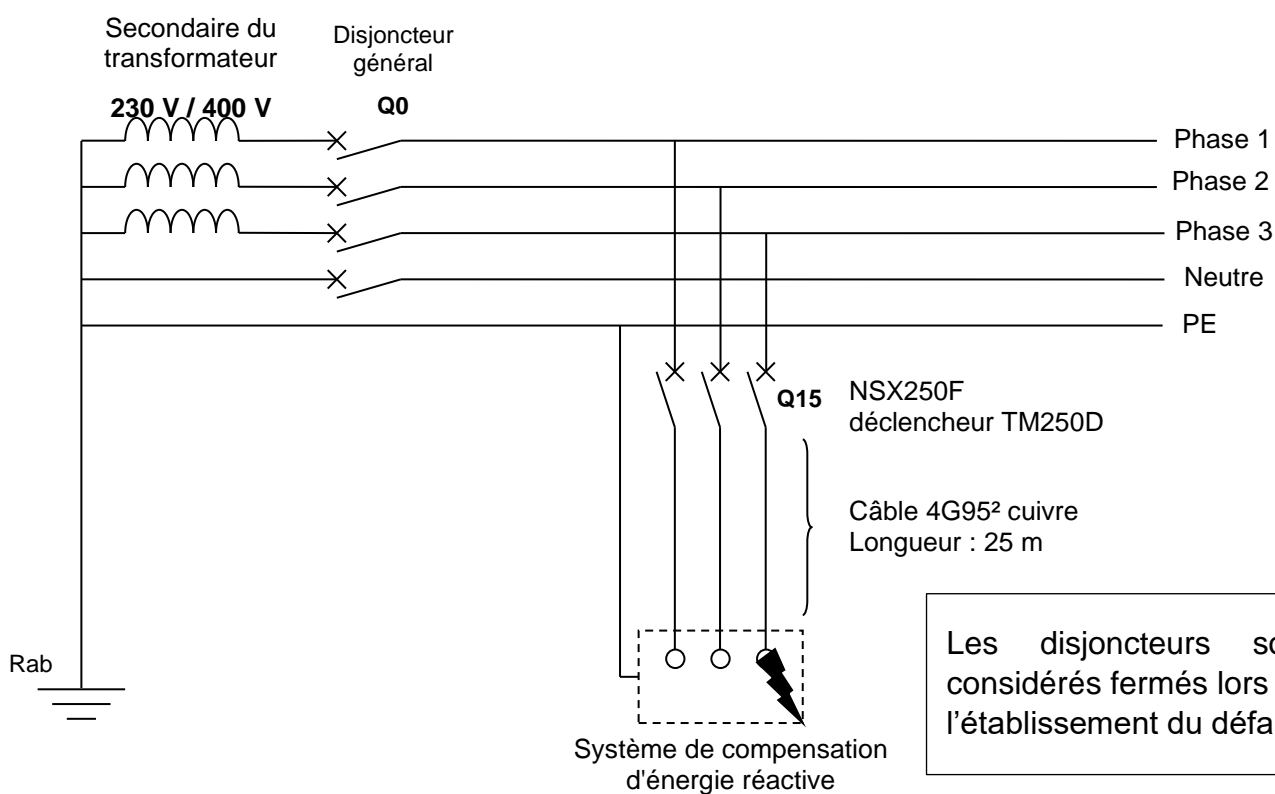 Secondaire du
transformateur
230 V / 400 V
Disjoncteur
général
Q0
Phase 1
Phase 2
Phase 3
Neutre
PE
Q15
NSX250F
déclencheur TM250D
Câble 4G95² cuivre
Longueur : 25 m
Les disjoncteurs
considérés fermés lors
l'établissement du
Rab
Système de compensation
d'énergie réactive